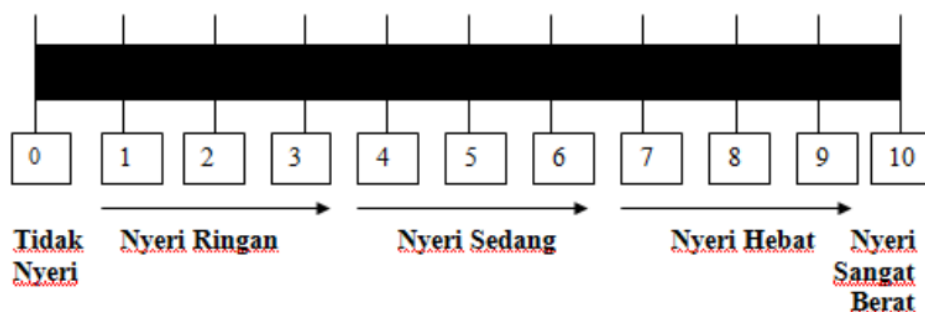 0 1 2 3 4 5 6 7 8 9 10
Tidak Nyeri Ringan Nyeri Sedang Nyeri Hebat Nyeri
Nyeri Sangat
Berat